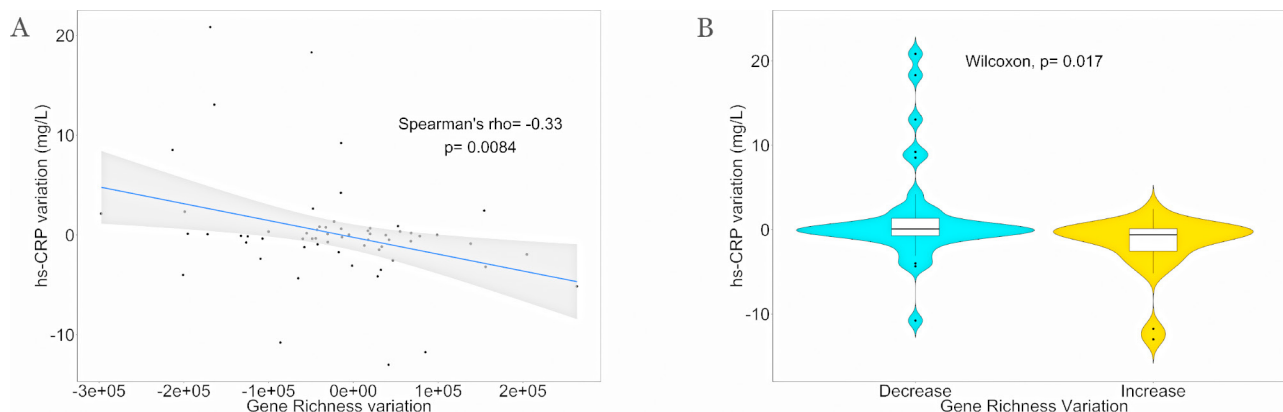 A
hs-CRP variation (mg/L)
20
10
0
-10
Spearman's rho= -0.33
p= 0.0084
-3e+05 -2e+05 -1e+05 0e+00 1e+05 2e+05
Gene Richness variation
B
hs-CRP variation (mg/L)
20
10
0
-10
Wilcoxon, p= 0.017
Decrease Increase
Gene Richness Variation